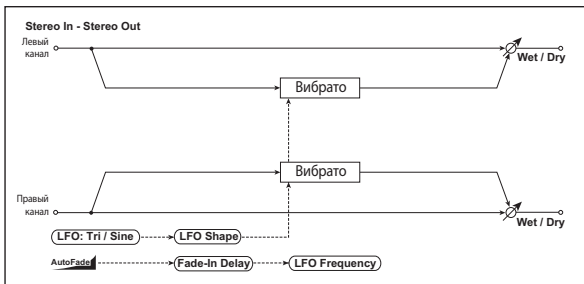 Stereo In - Stereo Out
Левый
канал
Wet / Dry
Вибрато
Вибрато
Правый
канал
Wet / Dry
LFO: Tri / Sine
LFO Shape
AutoFade
Fade-In Delay
LFO Frequency